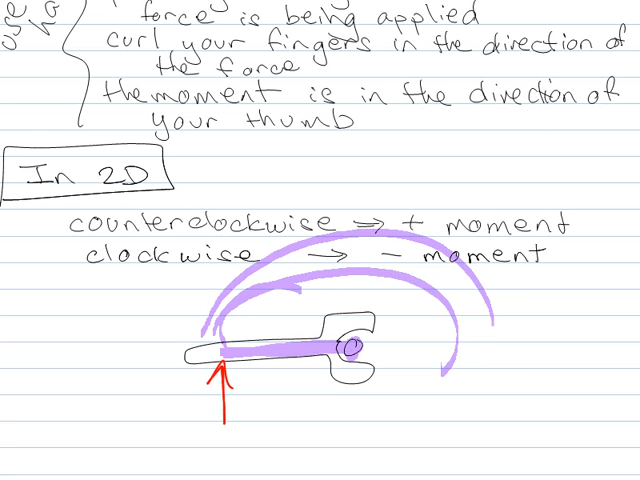 force is being applied
curl your fingers in the direction of
the force
the moment is in the direction of
your thumb
In 2D
counterclockwise ⇒ + moment
clockwise → - moment